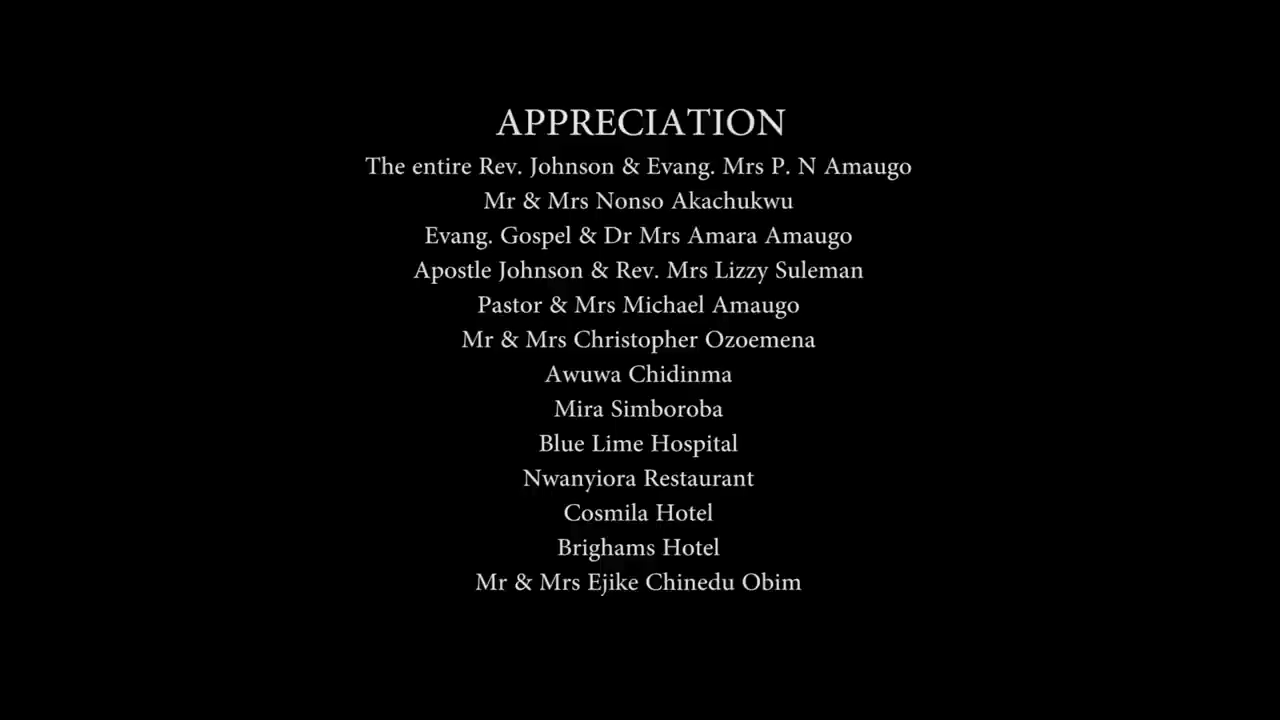 APPRECIATION
The entire Rev. Johnson & Evang. Mrs P. N Amaugo
Mr & Mrs Nonso Akachukwu
Evang. Gospel & Dr Mrs Amara Amaugo
Apostle Johnson & Rev. Mrs Lizzy Suleman
Pastor & Mrs Michael Amaugo
Mr & Mrs Christopher Ozoemena
Awuwa Chidinma
Mira Simboroba
Blue Lime Hospital
Nwanyiora Restaurant
Cosmila Hotel
Brighams Hotel
Mr & Mrs Ejike Chinedu Obim